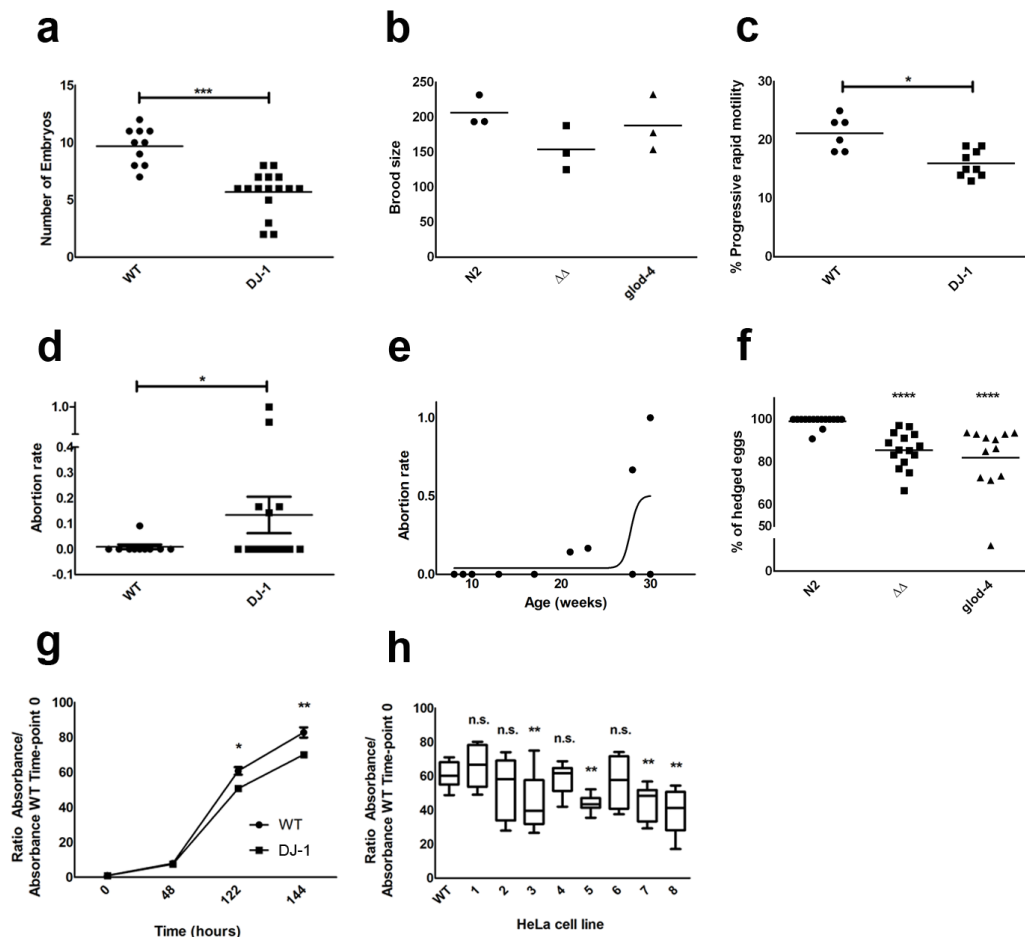 a
Number of Embryos
15
10
5
0
***
WT
DJ-1
b
Brood size
250
200
150
100
50
0
N2
ΔΔ
glod-4
c
% Progressive rapid motility
30
20
10
0
*
WT
DJ-1
d
Abortion rate
1.0
0.4
0.3
0.2
0.1
0.0
-0.1
*
WT
DJ-1
e
Abortion rate
1.0
0.5
0.0
10
20
30
Age (weeks)
f
% of hedged eggs
100
80
60
50
0
****
****
N2
ΔΔ
glod-4
g
Ratio Absorbance/
Absorbance WT Time-point 0
100
80
60
40
20
0
*
**
WT
DJ-1
0
48
122
144
Time (hours)
h
Ratio Absorbance/
Absorbance WT Time-point 0
100
80
60
40
20
0
n.s.
n.s.
**
n.s.
**
n.s.
**
**
WT
1
2
3
4
5
6
7
8
HeLa cell line